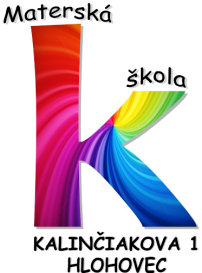 Materská
škola
K
KALINČIAKOVA 1
HLOHOVEC